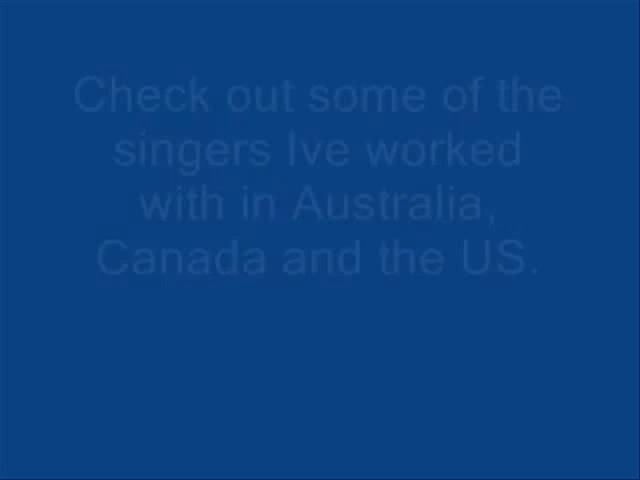 Check out some of the
singers Ive worked
with in Australia,
Canada and the US.